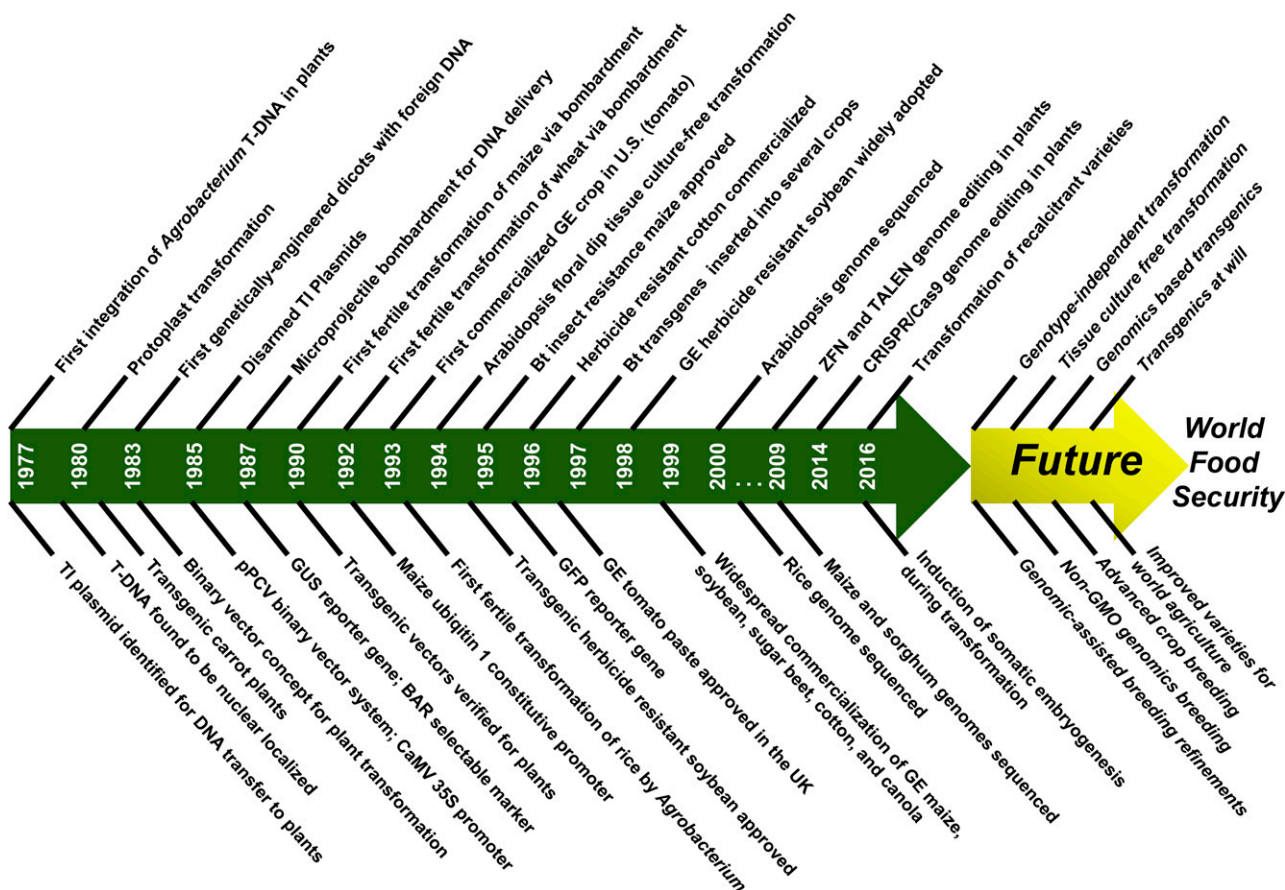 First integration of Agrobacterium T-DNA in plants
Protoplast transformation
First genetically-engineered dicots with foreign DNA
Disarmed TI Plasmids
Microprojectile bombardment for DNA delivery
First fertile transformation of maize via bombardment
First fertile transformation of wheat via bombardment
First commercialized GE crop in U.S. (tomato)
Arabidopsis floral dip tissue culture-free transformation
Bt insect resistance maize approved
Herbicide resistant cotton commercialized
Bt transgenes inserted into several crops
GE herbicide resistant soybean widely adopted
Arabidopsis genome sequenced
ZFN and TALEN genome editing in plants
CRISPR/Cas9 genome editing in plants
Transformation of recalcitrant varieties
Genotype-independent transformation
Tissue culture free transformation
Genomics based transgenics
Transgenics at will
1977
1980
1983
1985
1987
1990
1992
1993
1994
1995
1996
1997
1998
1999
2000
...
2009
2014
2016
Future
World
Food
Security
TI plasmid identified for DNA transfer to plants
T-DNA found to be nuclear localized
Transgenic carrot plants
Binary vector concept for plant transformation
pPCV binary vector system; CaMV 35S promoter
GUS reporter gene; BAR selectable marker
Transgenic vectors verified for plants
Maize ubiqitin 1 constitutive promoter
First fertile transformation of rice by Agrobacterium
Transgenic herbicide resistant soybean approved
GFP reporter gene
GE tomato paste approved in the UK
Widespread commercialization of GE maize,
soybean, sugar beet, cotton, and canola
Rice genome sequenced
Maize and sorghum genomes sequenced
Induction of somatic embryogenesis
during transformation
Genomic-assisted breeding refinements
Non-GMO genomics breeding
Advanced crop breeding
Improved varieties for
world agriculture